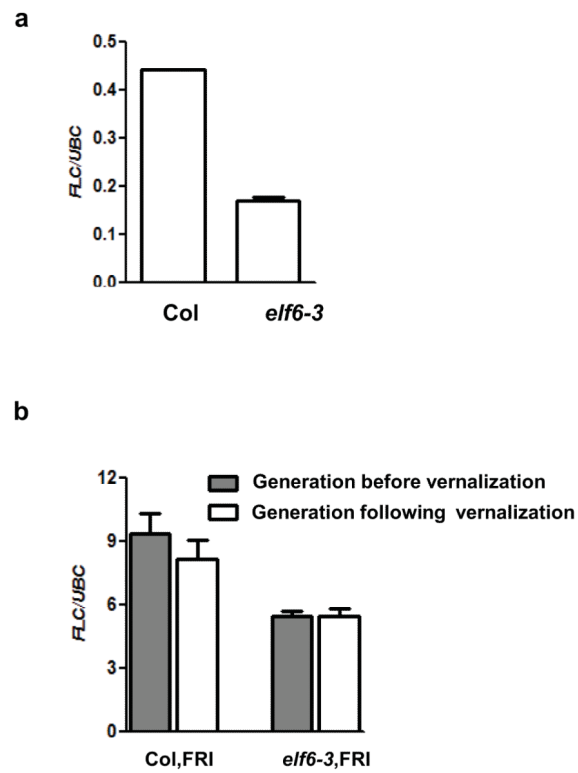 a
0.5
0.4
0.3
0.2
0.1
0.0
FLC/UBC
Col elf6-3
b
12
9
6
3
0
FLC/UBC
Generation before vernalization
Generation following vernalization
Col,FRI elf6-3,FRI